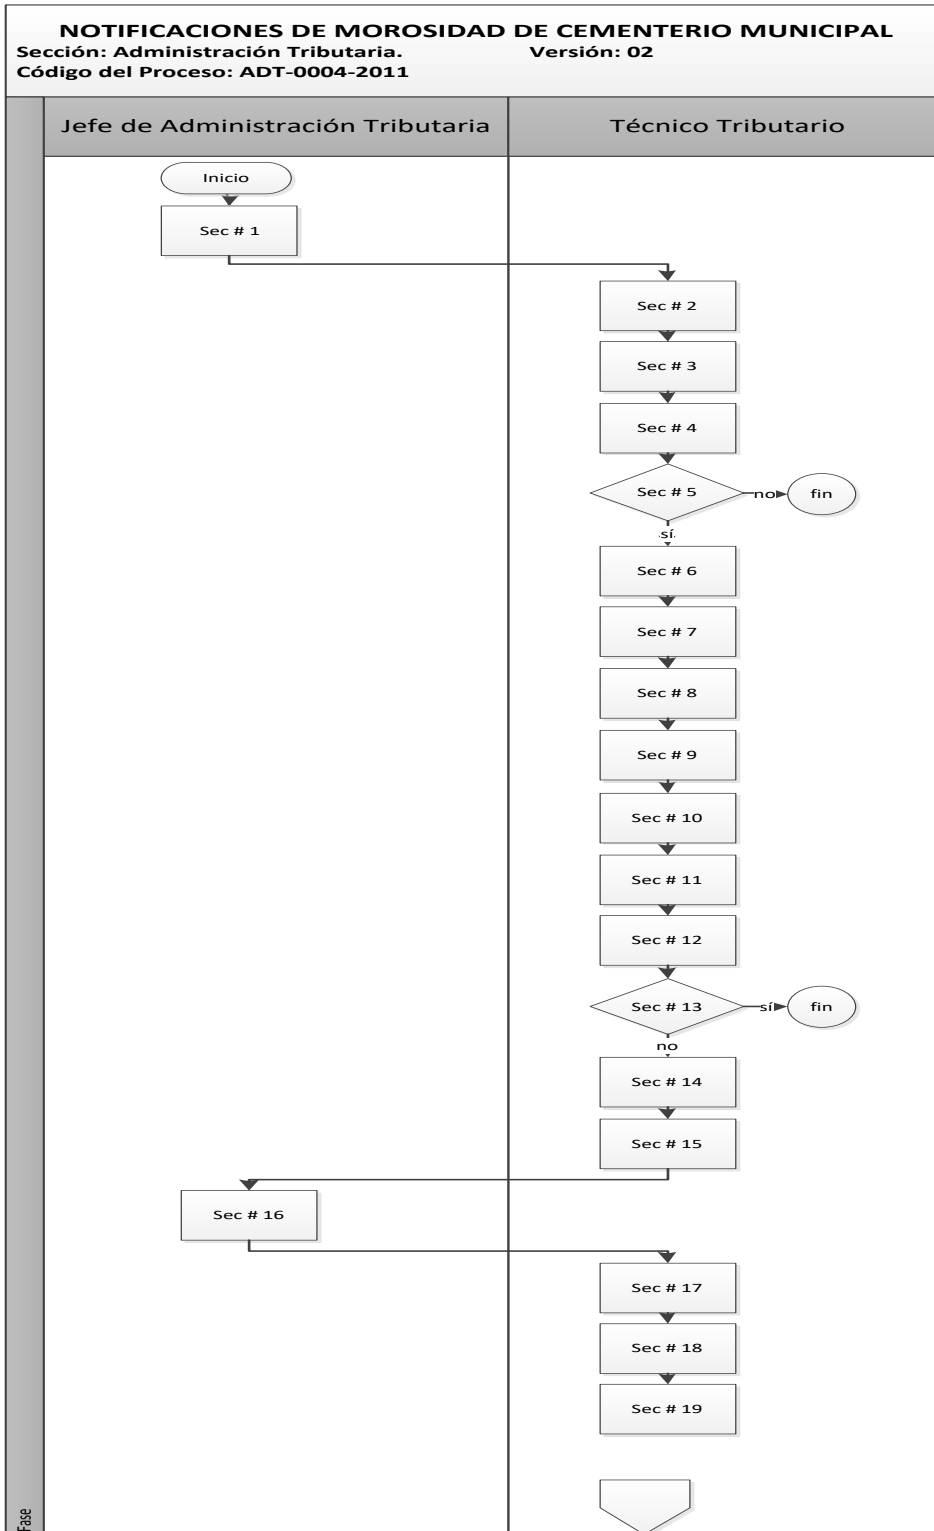 NOTIFICACIONES DE MOROSIDAD DE CEMENTERIO MUNICIPAL
Sección: Administración Tributaria. Versión: 02
Código del Proceso: ADT-0004-2011
Jefe de Administración Tributaria
Técnico Tributario
Inicio
Sec # 1
Sec # 2
Sec # 3
Sec # 4
Sec # 5
no
fin
sí
Sec # 6
Sec # 7
Sec # 8
Sec # 9
Sec # 10
Sec # 11
Sec # 12
Sec # 13
sí
fin
no
Sec # 14
Sec # 15
Sec # 16
Sec # 17
Sec # 18
Sec # 19
Fase